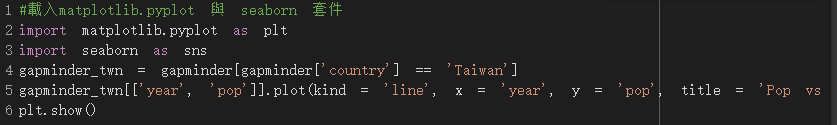 1 #載入matplotlib.pyplot 與 seaborn 套件
2 import matplotlib.pyplot as plt
3 import seaborn as sns
4 gapminder_twn = gapminder[gapminder['country'] == 'Taiwan']
5 gapminder_twn[['year', 'pop']].plot(kind = 'line', x = 'year', y = 'pop', title = 'Pop vs
6 plt.show()